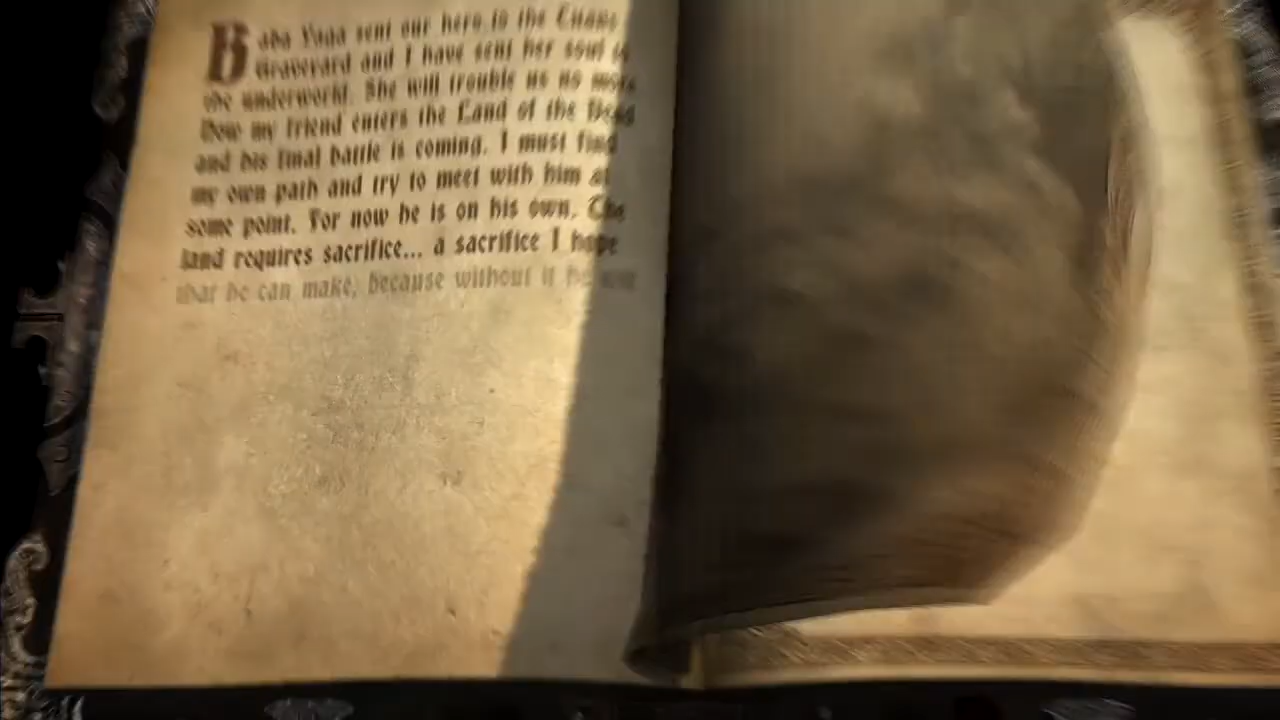 Baba Yaga sent our hero to the Titans
Graveyard and I have sent her soul to
the underworld. She will trouble us no more
Now my friend enters the Land of the Dead
and his final battle is coming. I must find
my own path and try to meet with him at
some point. For now he is on his own. The
land requires sacrifice... a sacrifice I hope
that he can make, because without it he